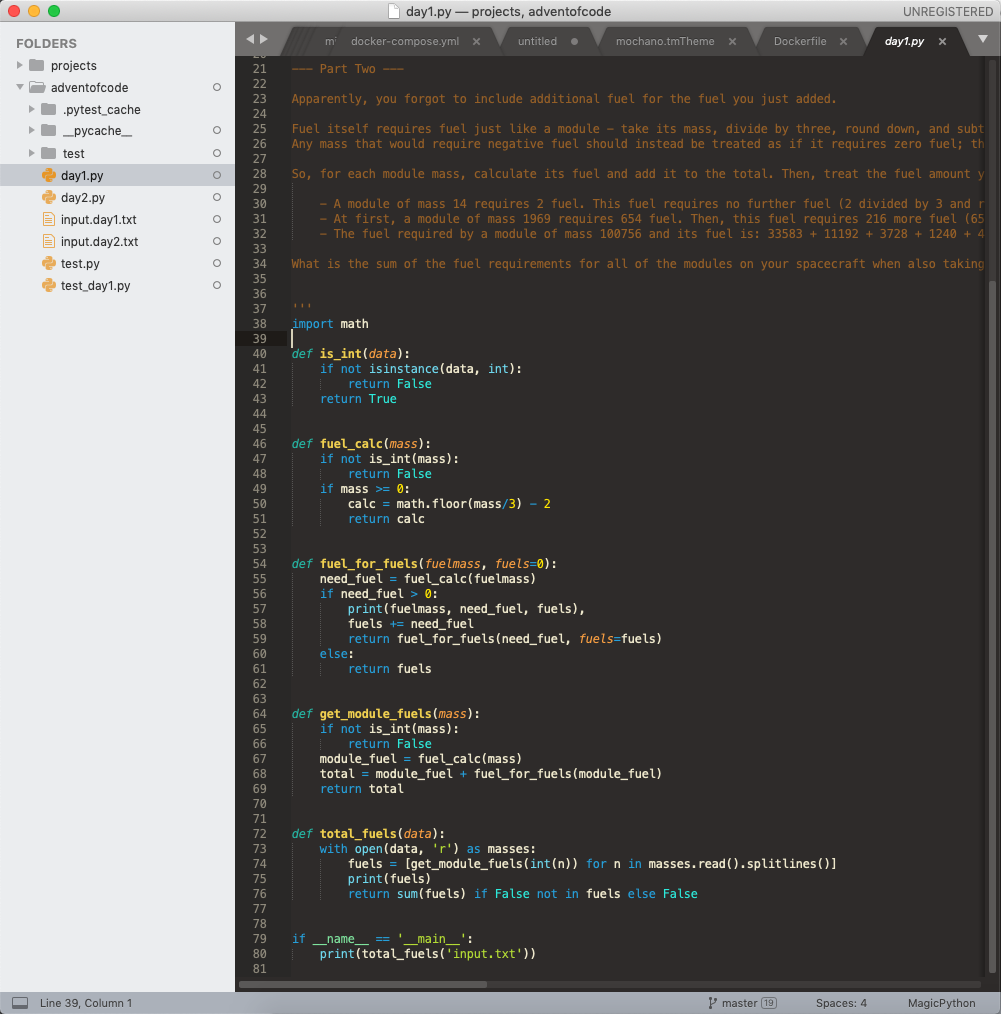 day1.py — projects, adventofcode
UNREGISTERED
FOLDERS
projects
adventofcode
.pytest_cache
__pycache__
test
day1.py
day2.py
input.day1.txt
input.day2.txt
test.py
test_day1.py
docker-compose.yml
untitled
mochano.tmTheme
Dockerfile
day1.py
21 ——— Part Two ———
22
23 Apparently, you forgot to include additional fuel for the fuel you just added.
24
25 Fuel itself requires fuel just like a module – take its mass, divide by three, round down, and subt
26 Any mass that would require negative fuel should instead be treated as if it requires zero fuel; th
27
28 So, for each module mass, calculate its fuel and add it to the total. Then, treat the fuel amount y
29
30 – A module of mass 14 requires 2 fuel. This fuel requires no further fuel (2 divided by 3 and r
31 – At first, a module of mass 1969 requires 654 fuel. Then, this fuel requires 216 more fuel (65
32 – The fuel required by a module of mass 100756 and its fuel is: 33583 + 11192 + 3728 + 1240 + 4
33
34 What is the sum of the fuel requirements for all of the modules on your spacecraft when also taking
35
36
37 '''
38 import math
39
40 def is_int(data):
41     if not isinstance(data, int):
42         return False
43     return True
44
45
46 def fuel_calc(mass):
47     if not is_int(mass):
48         return False
49     if mass >= 0:
50         calc = math.floor(mass/3) - 2
51         return calc
52
53
54 def fuel_for_fuels(fuelmass, fuels=0):
55     need_fuel = fuel_calc(fuelmass)
56     if need_fuel > 0:
57         print(fuelmass, need_fuel, fuels),
58         fuels += need_fuel
59         return fuel_for_fuels(need_fuel, fuels=fuels)
60     else:
61         return fuels
62
63
64 def get_module_fuels(mass):
65     if not is_int(mass):
66         return False
67     module_fuel = fuel_calc(mass)
68     total = module_fuel + fuel_for_fuels(module_fuel)
69     return total
70
71
72 def total_fuels(data):
73     with open(data, 'r') as masses:
74         fuels = [get_module_fuels(int(n)) for n in masses.read().splitlines()]
75         print(fuels)
76         return sum(fuels) if False not in fuels else False
77
78
79 if __name__ == '__main__':
80     print(total_fuels('input.txt'))
81
Line 39, Column 1
master 19
Spaces: 4
MagicPython